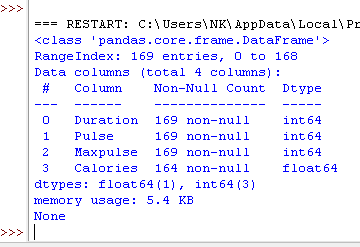 >>>
=== RESTART: C:\Users\NK\AppData\Local\Pr
<class 'pandas.core.frame.DataFrame'>
RangeIndex: 169 entries, 0 to 168
Data columns (total 4 columns):
 #   Column    Non-Null Count  Dtype
---  ------    --------------  -----
 0   Duration  169 non-null    int64
 1   Pulse     169 non-null    int64
 2   Maxpulse  169 non-null    int64
 3   Calories  164 non-null    float64
dtypes: float64(1), int64(3)
memory usage: 5.4 KB
None
>>>